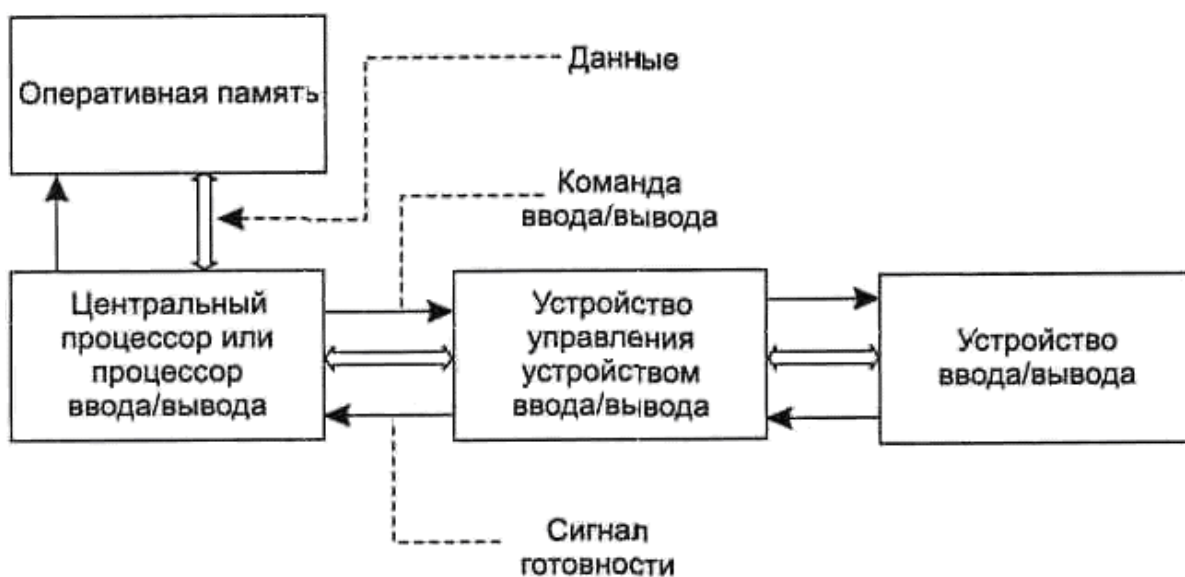 Данные
Оперативная память
Команда
ввода/вывода
Центральный
процессор или
процессор
ввода/вывода
Устройство
управления
устройством
ввода/вывода
Устройство
ввода/вывода
Сигнал
готовности